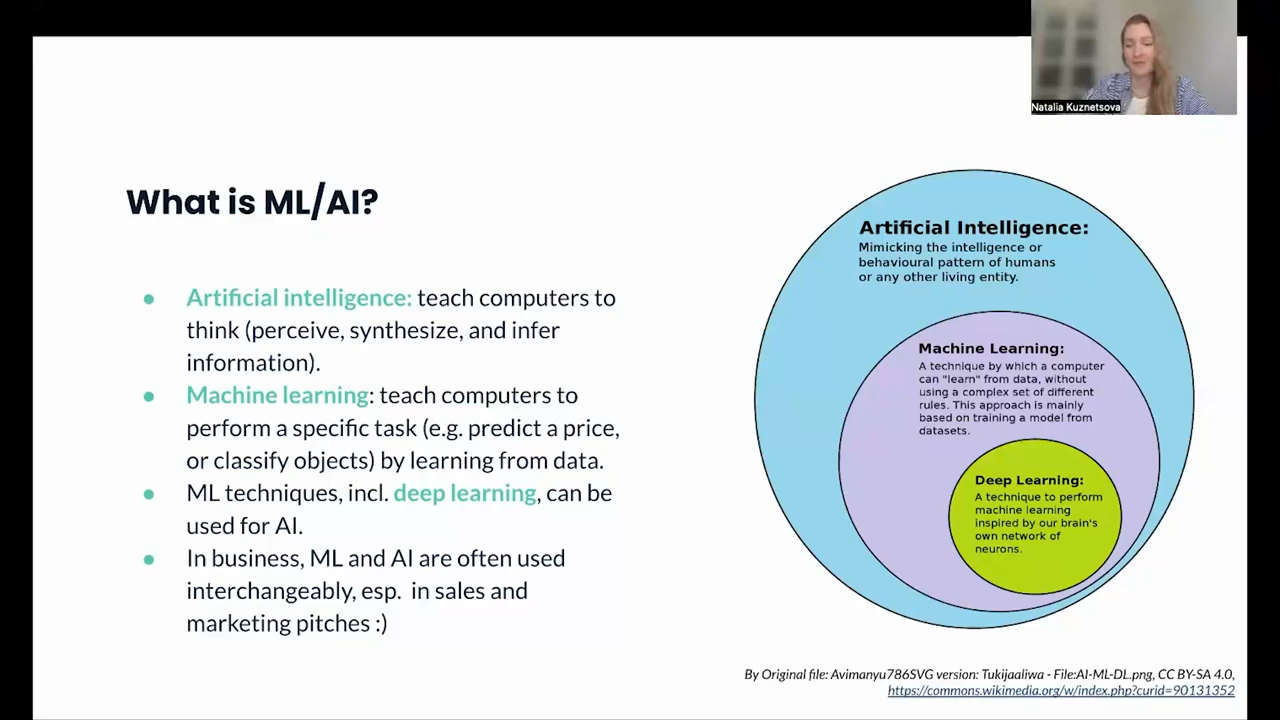 Natalia Kuznetsova
What is ML/AI?
● Artificial intelligence: teach computers to
think (perceive, synthesize, and infer
information).
● Machine learning: teach computers to
perform a specific task (e.g. predict a price,
or classify objects) by learning from data.
● ML techniques, incl. deep learning, can be
used for AI.
● In business, ML and AI are often used
interchangeably, esp. in sales and
marketing pitches :)
Artificial Intelligence:
Mimicking the intelligence or
behavioural pattern of humans
or any other living entity.
Machine Learning:
A technique by which a computer
can "learn" from data, without
using a complex set of different
rules. This approach is mainly
based on training a model from
datasets.
Deep Learning:
A technique to perform
machine learning
inspired by our brain's
own network of
neurons.
By Original file: Avimanyu786SVG version: Tukijaaliwa - File:AI-ML-DL.png, CC BY-SA 4.0,
https://commons.wikimedia.org/w/index.php?curid=90131352